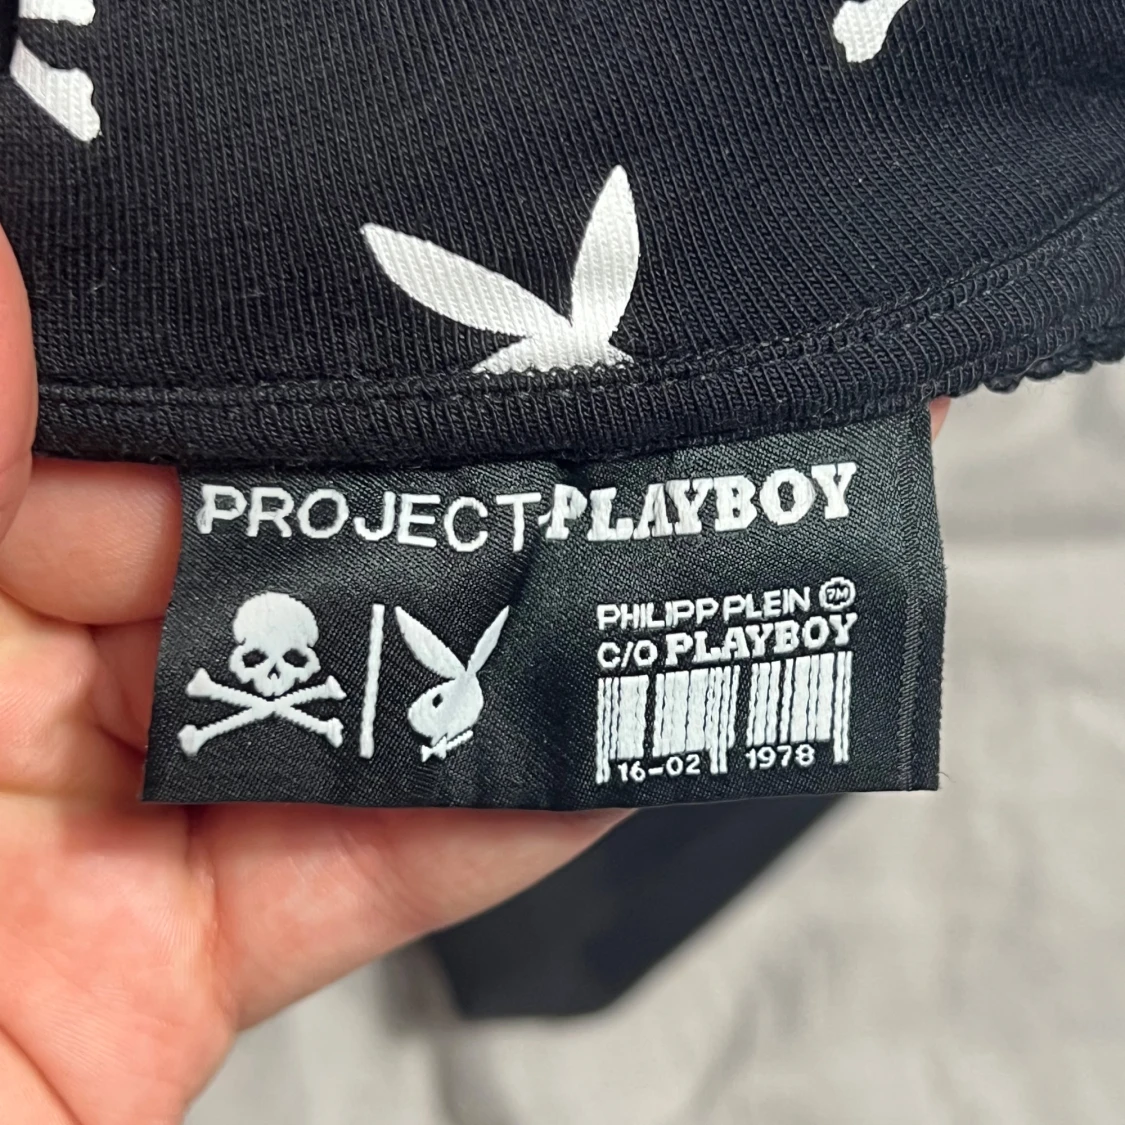 PROJECT-PLAYBOY
PHILIPP PLEIN TM
C/O PLAYBOY
16-02 1978